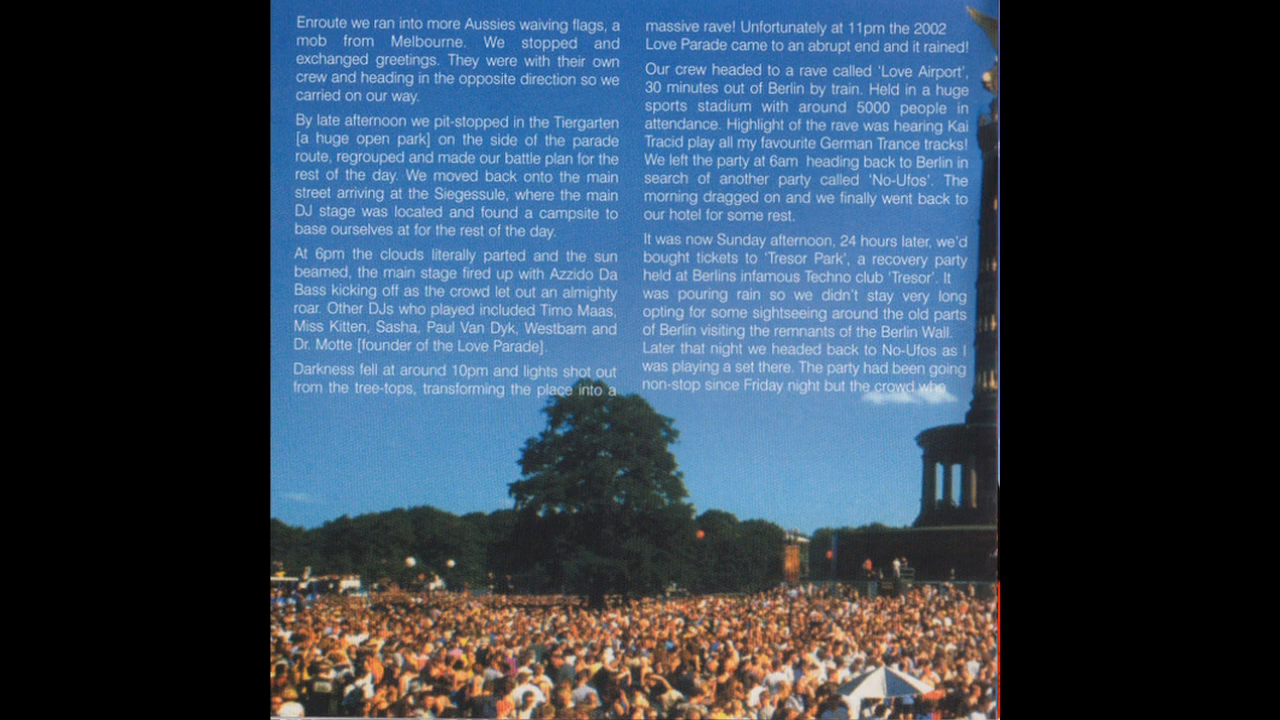 Enroute we ran into more Aussies waiving flags, a
mob from Melbourne. We stopped and
exchanged greetings. They were with their own
crew and heading in the opposite direction so we
carried on our way.
By late afternoon we pit-stopped in the Tiergarten
[a huge open park] on the side of the parade
route, regrouped and made our battle plan for the
rest of the day. We moved back onto the main
street arriving at the Siegessule, where the main
DJ stage was located and found a campsite to
base ourselves at for the rest of the day.
At 6pm the clouds literally parted and the sun
beamed, the main stage fired up with Azzido Da
Bass kicking off as the crowd let out an almighty
roar. Other DJs who played included Timo Maas,
Miss Kitten, Sasha, Paul Van Dyk, Westbam and
Dr. Motte [founder of the Love Parade].
Darkness fell at around 10pm and lights shot out
from the tree-tops, transforming the place into a
massive rave! Unfortunately at 11pm the 2002
Love Parade came to an abrupt end and it rained!
Our crew headed to a rave called ‘Love Airport’,
30 minutes out of Berlin by train. Held in a huge
sports stadium with around 5000 people in
attendance. Highlight of the rave was hearing Kai
Tracid play all my favourite German Trance tracks!
We left the party at 6am heading back to Berlin in
search of another party called ‘No-Ufos’. The
morning dragged on and we finally went back to
our hotel for some rest.
It was now Sunday afternoon, 24 hours later, we’d
bought tickets to ‘Tresor Park’, a recovery party
held at Berlins infamous Techno club ‘Tresor’. It
was pouring rain so we didn’t stay very long
opting for some sightseeing around the old parts
of Berlin visiting the remnants of the Berlin Wall.
Later that night we headed back to No-Ufos as I
was playing a set there. The party had been going
non-stop since Friday night but the crowd who